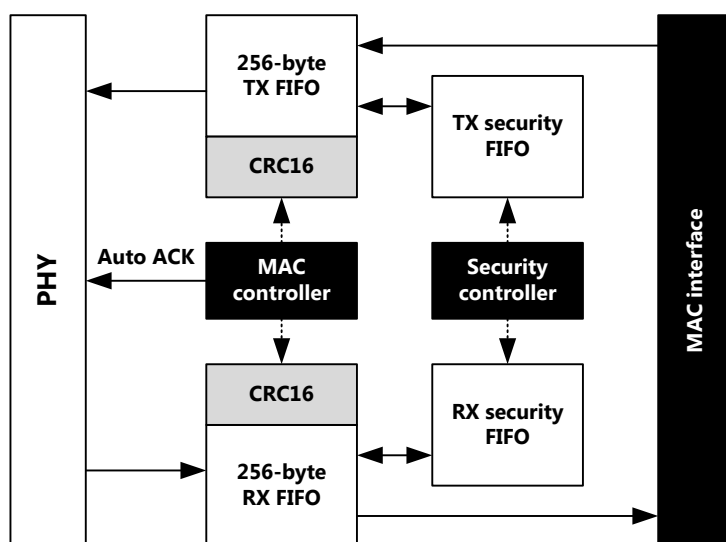 256-byte
TX FIFO
TX security
FIFO
CRC16
PHY
Auto ACK
MAC
controller
Security
controller
MAC interface
CRC16
RX security
FIFO
256-byte
RX FIFO